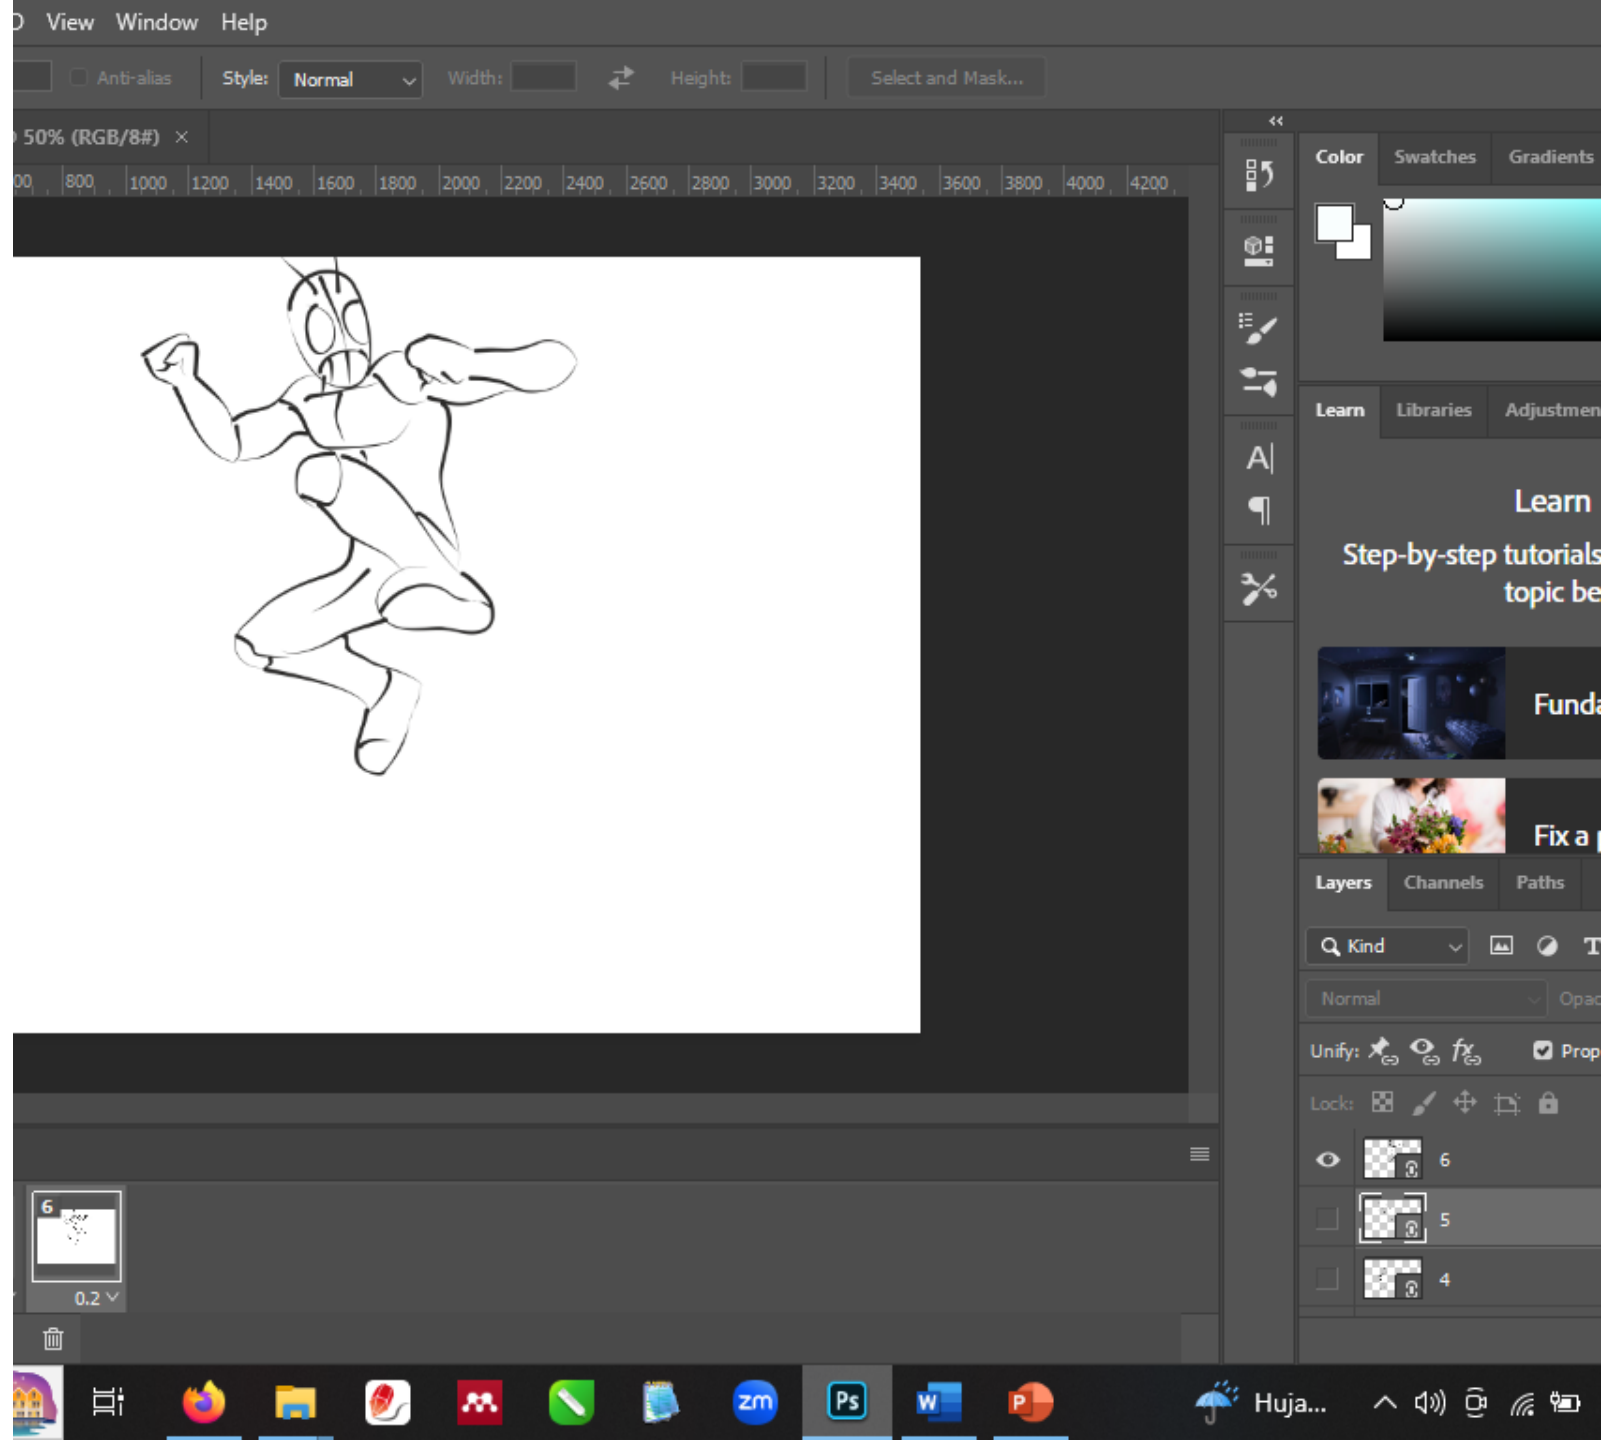 View Window Help
Anti-alias Style: Normal Width: Height: Select and Mask...
50% (RGB/8#) ×
800 1000 1200 1400 1600 1800 2000 2200 2400 2600 2800 3000 3200 3400 3600 3800 4000 4200
Color Swatches Gradients
Learn Libraries Adjustmen
Learn
Step-by-step tutorials
topic be
Funda
Fix a
Layers Channels Paths
Kind
Normal Opac
Unify: Prop
Lock:
6
5
4
6
0.2
zm Ps W P Huja...